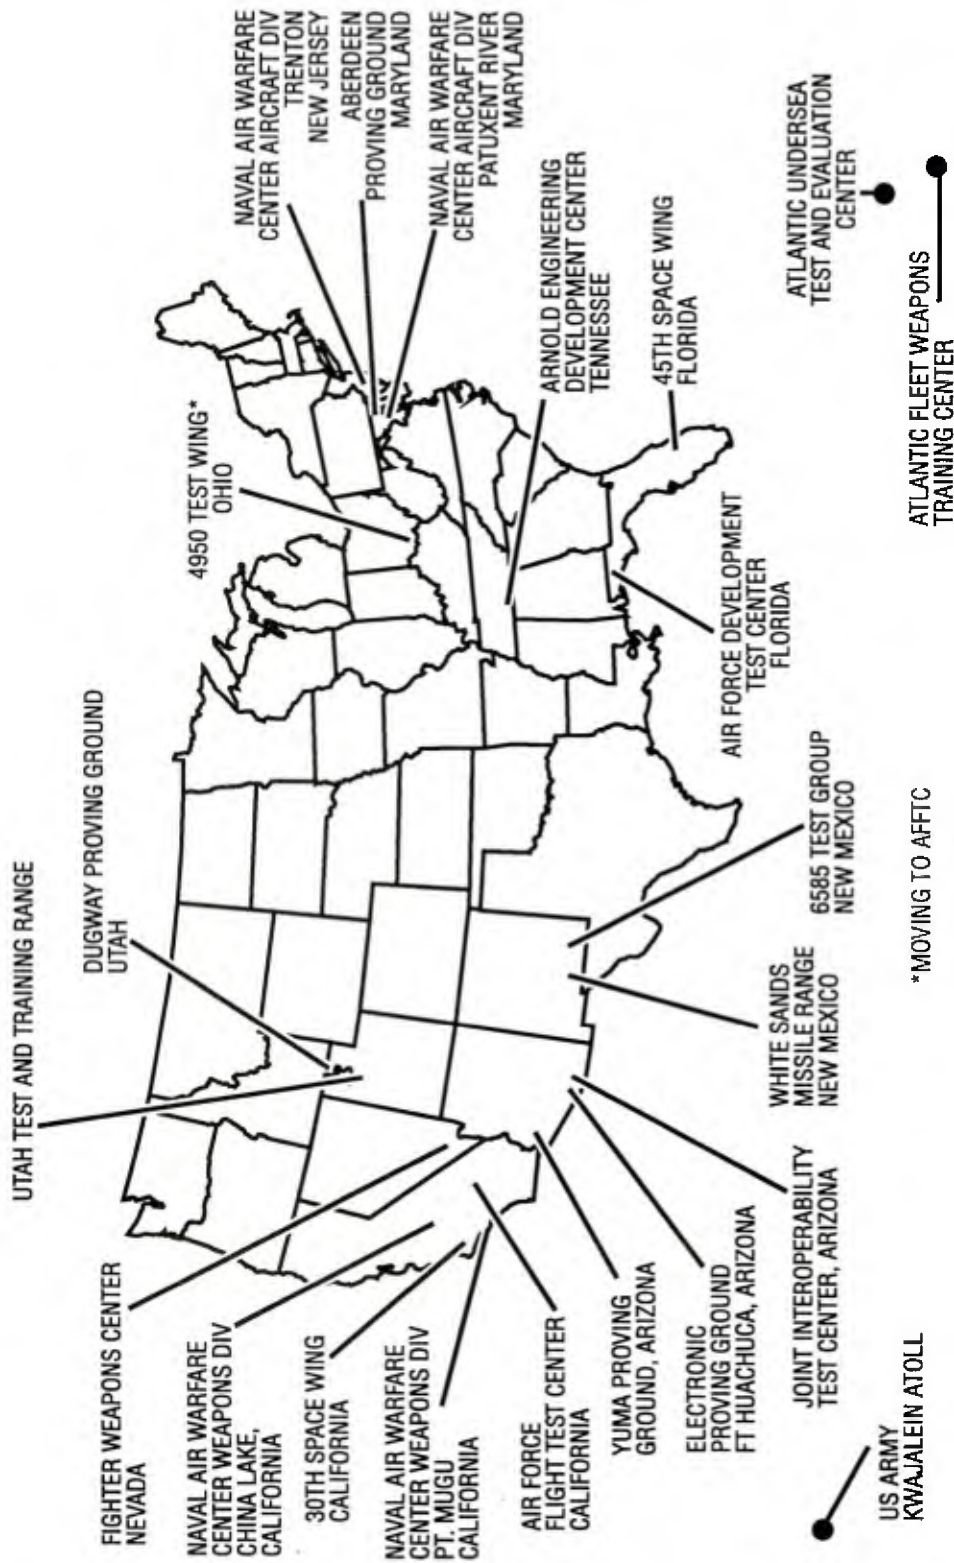 UTAH TEST AND TRAINING RANGE
DUGWAY PROVING GROUND
UTAH
4950 TEST WING*
OHIO
NAVAL AIR WARFARE
CENTER AIRCRAFT DIV
TRENTON
NEW JERSEY
ABERDEEN
PROVING GROUND
MARYLAND
NAVAL AIR WARFARE
CENTER AIRCRAFT DIV
PATUXENT RIVER
MARYLAND
FIGHTER WEAPONS CENTER
NEVADA
NAVAL AIR WARFARE
CENTER WEAPONS DIV
CHINA LAKE,
CALIFORNIA
30TH SPACE WING
CALIFORNIA
NAVAL AIR WARFARE
CENTER WEAPONS DIV
PT. MUGU
CALIFORNIA
AIR FORCE
FLIGHT TEST CENTER
CALIFORNIA
YUMA PROVING
GROUND, ARIZONA
ELECTRONIC
PROVING GROUND
FT HUACHUCA, ARIZONA
JOINT INTEROPERABILITY
TEST CENTER, ARIZONA
WHITE SANDS
MISSILE RANGE
NEW MEXICO
6585 TEST GROUP
NEW MEXICO
AIR FORCE DEVELOPMENT
TEST CENTER
FLORIDA
ARNOLD ENGINEERING
DEVELOPMENT CENTER
TENNESSEE
45TH SPACE WING
FLORIDA
ATLANTIC UNDERSEA
TEST AND EVALUATION
CENTER
US ARMY
KWAJALEIN ATOLL
*MOVING TO AFFTC
ATLANTIC FLEET WEAPONS
TRAINING CENTER